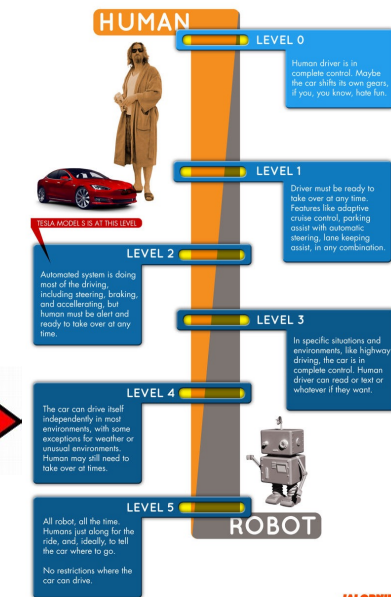 HUMAN
LEVEL 0
Human driver is in
complete control. Maybe
the car shifts its own gears,
if you, you know, hate fun.
LEVEL 1
Driver must be ready to
take over at any time.
Features like adaptive
cruise control, parking
assist with automatic
steering, lane keeping
assist, in any combination.
TESLA MODEL S IS AT THIS LEVEL
LEVEL 2
Automated system is doing
most of the driving,
including steering, braking,
and accellerating, but
human must be alert and
ready to take over at any
time.
LEVEL 3
In specific situations and
environments, like highway
driving, the car is in
complete control. Human
driver can read or text or
whatever if they want.
LEVEL 4
The car can drive itself
independently in most
environments, with some
exceptions for weather or
unusual environments.
Human may still need to
take over at times.
LEVEL 5
All robot, all the time.
Humans just along for the
ride, and, ideally, to tell
the car where to go.
No restrictions where the
car can drive.
ROBOT